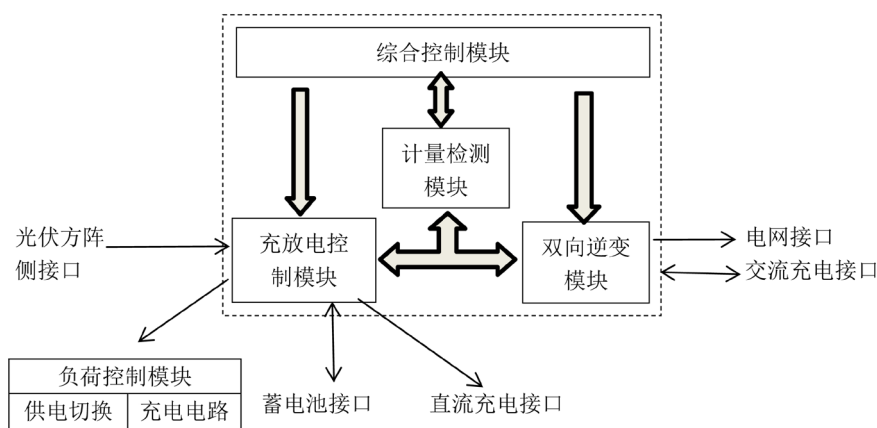 综合控制模块
计量检测
模块
光伏方阵
侧接口
充放电控
制模块
双向逆变
模块
电网接口
交流充电接口
负荷控制模块
供电切换 充电电路
蓄电池接口
直流充电接口